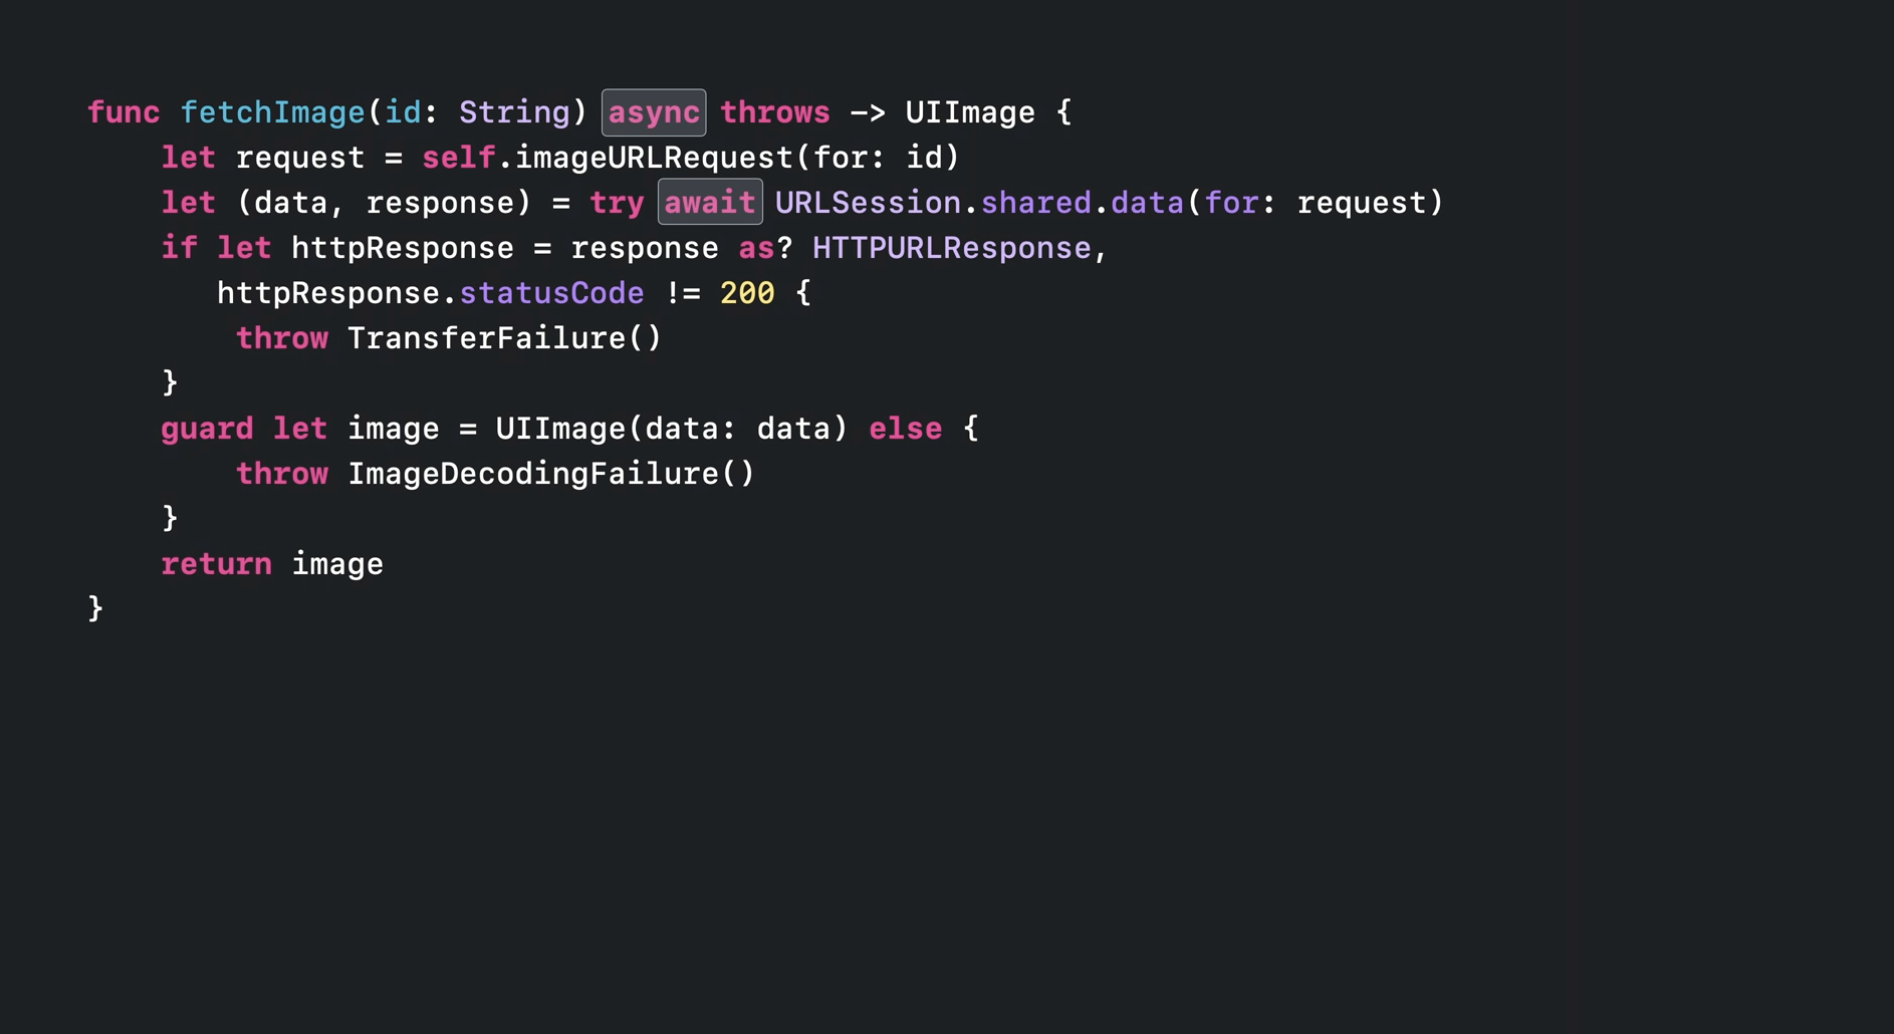 func fetchImage(id: String) async throws -> UIImage {
    let request = self.imageURLRequest(for: id)
    let (data, response) = try await URLSession.shared.data(for: request)
    if let httpResponse = response as? HTTPURLResponse,
       httpResponse.statusCode != 200 {
        throw TransferFailure()
    }
    guard let image = UIImage(data: data) else {
        throw ImageDecodingFailure()
    }
    return image
}